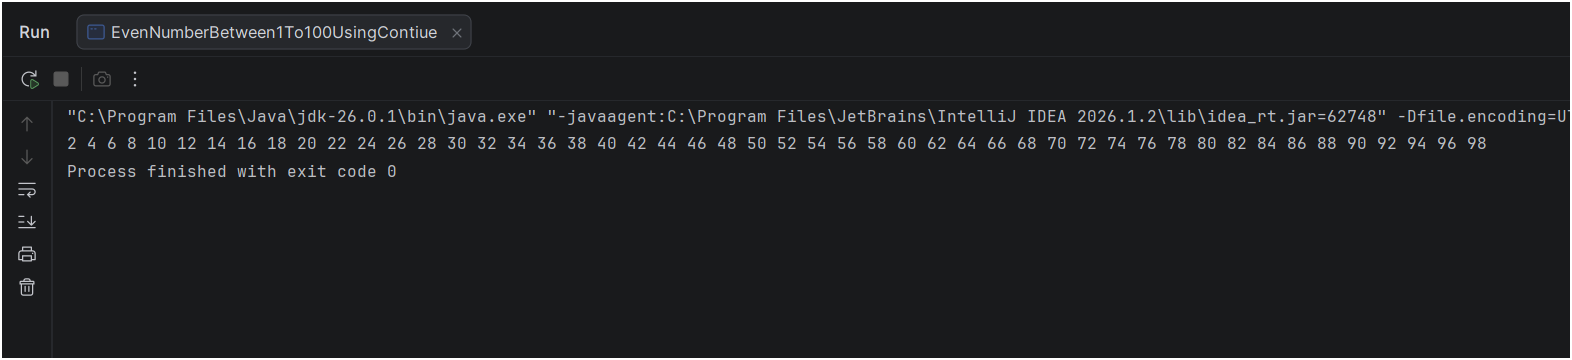 Run EvenNumberBetween1To100UsingContiue
"C:\Program Files\Java\jdk-26.0.1\bin\java.exe" "-javaagent:C:\Program Files\JetBrains\IntelliJ IDEA 2026.1.2\lib\idea_rt.jar=62748" -Dfile.encoding=U
2 4 6 8 10 12 14 16 18 20 22 24 26 28 30 32 34 36 38 40 42 44 46 48 50 52 54 56 58 60 62 64 66 68 70 72 74 76 78 80 82 84 86 88 90 92 94 96 98
Process finished with exit code 0